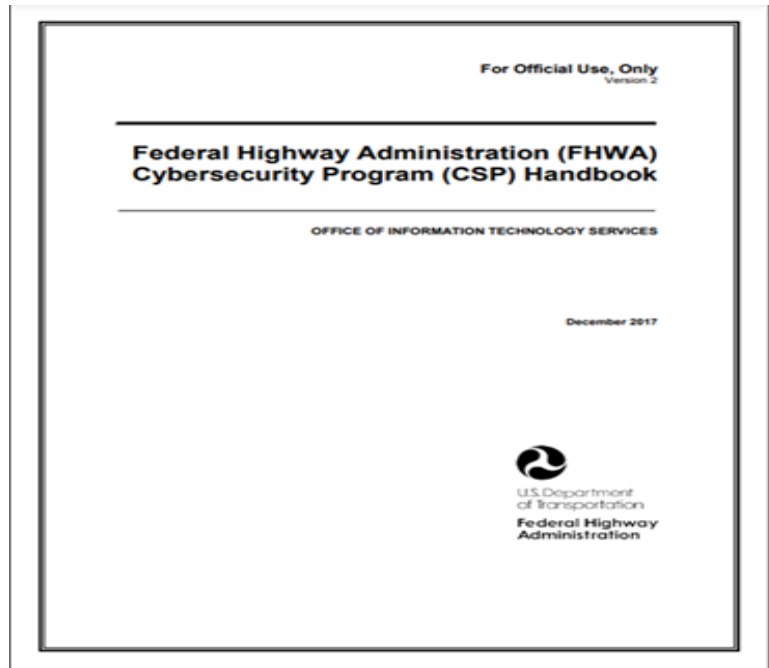 For Official Use, Only
Version 2
Federal Highway Administration (FHWA)
Cybersecurity Program (CSP) Handbook
OFFICE OF INFORMATION TECHNOLOGY SERVICES
December 2017
U.S. Department
of Transportation
Federal Highway
Administration